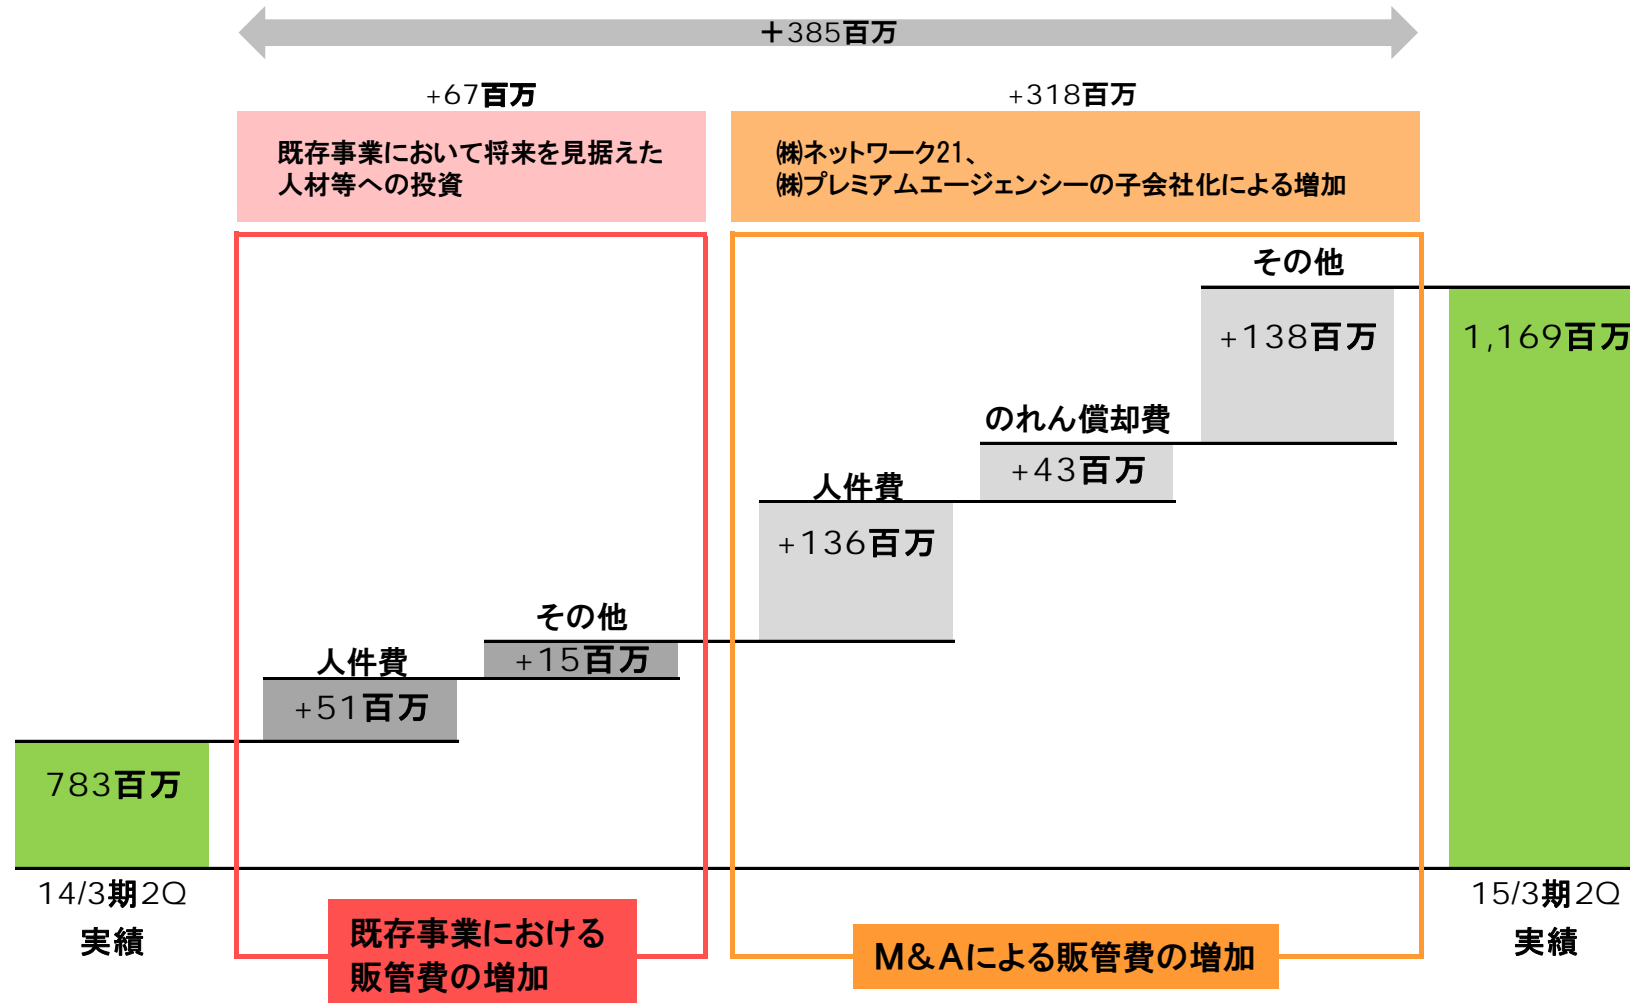 ＋385百万
+67百万
+318百万
既存事業において将来を見据えた
人材等への投資
㈱ネットワーク21、
㈱プレミアムエージェンシーの子会社化による増加
その他
+138百万
1,169百万
のれん償却費
+43百万
人件費
+136百万
その他
+15百万
人件費
+51百万
783百万
14/3期2Q
実績
15/3期2Q
実績
既存事業における
販管費の増加
M&Aによる販管費の増加